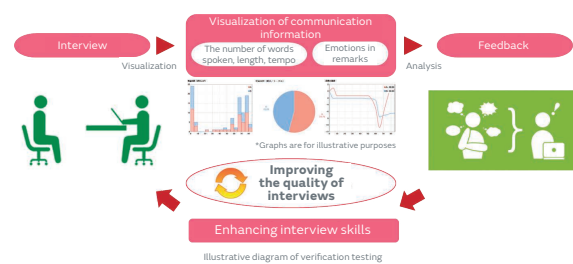 Visualization of communication
information
Interview
The number of words
spoken, length, tempo
Emotions in
remarks
Feedback
Visualization
Analysis
*Graphs are for illustrative purposes
Improving
the quality of
interviews
Enhancing interview skills
Illustrative diagram of verification testing